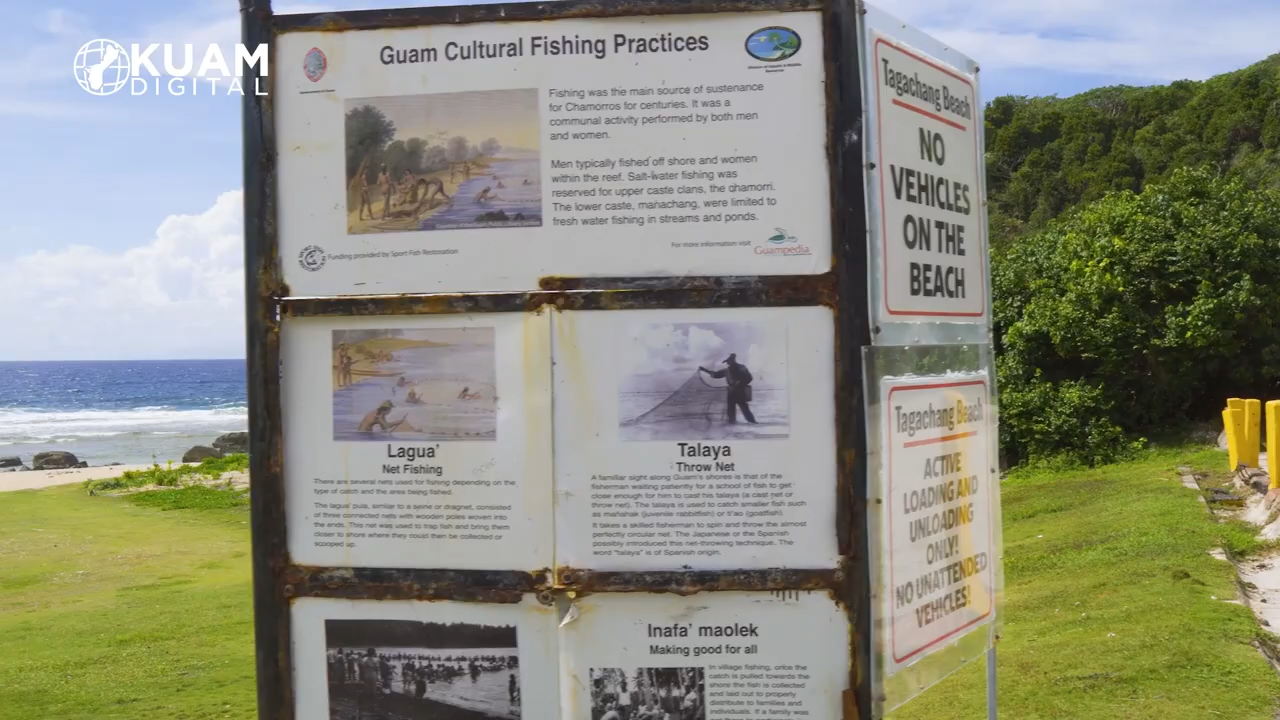 KUAM
DIGITAL
Guam Cultural Fishing Practices
Fishing was the main source of sustenance
for Chamorros for centuries. It was a
communal activity performed by both men
and women.
Men typically fished off shore and women
within the reef. Salt-water fishing was
reserved for upper caste clans, the chamorri.
The lower caste, manachang, were limited to
fresh water fishing in streams and ponds.
Funding provided by Sport Fish Restoration
For more information visit
Guampedia
Lagua'
Net Fishing
There are several nets used for fishing depending on the
type of catch and the area being fished.
The lagua' pula, similar to a seine or dragnet, consisted
of three connected nets with wooden poles woven into
the ends. This net was used to trap fish and bring them
closer to shore where they could then be collected or
scooped up.
Talaya
Throw Net
A familiar sight along Guam's shores is that of the
fisherman waiting patiently for a school of fish to get
close enough for him to cast his talaya (a cast net or
throw net). The talaya is used to catch smaller fish such
as mañahak (juvenile rabbitfish) or ti'ao (goatfish).
It takes a skilled fisherman to spin and throw the almost
perfectly circular net. The Japanese or the Spanish
possibly introduced this net-throwing technique. The
word "talaya" is of Spanish origin.
Inafa' maolek
Making good for all
In village fishing, once the
catch is pulled towards the
shore the fish is collected
and laid out to properly
distribute to families and
individuals. If a family was
Tagachang Beach
NO
VEHICLES
ON THE
BEACH
Tagachang Beach
ACTIVE
LOADING AND
UNLOADING
ONLY!
NO UNATTENDED
VEHICLES!